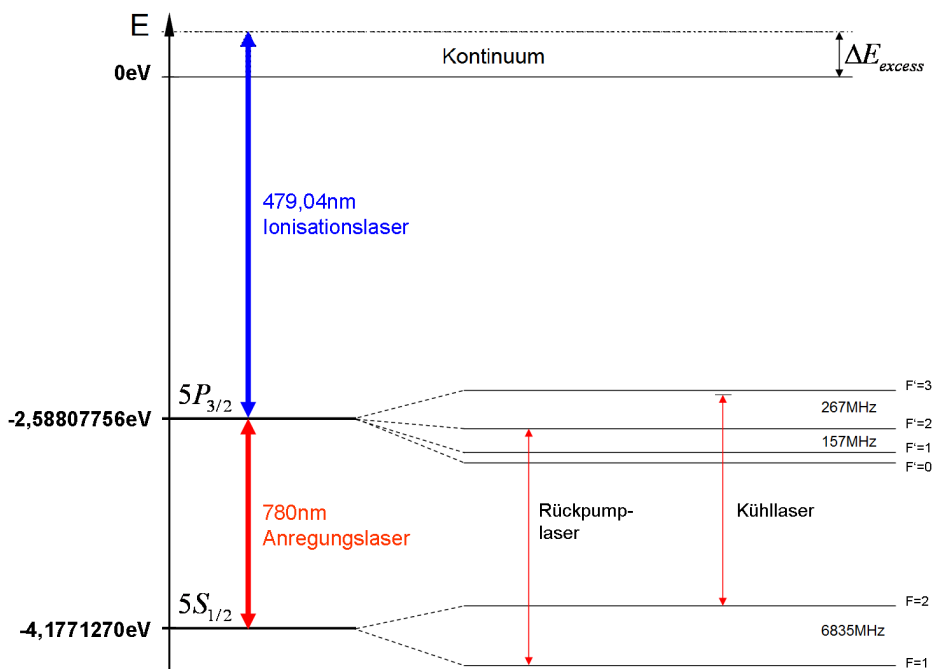 E
Kontinuum
ΔE_excess
0eV
479,04nm
Ionisationslaser
5P_3/2
F'=3
267MHz
-2,58807756eV
F'=2
157MHz
F'=1
F'=0
780nm
Anregungslaser
Rückpump-
laser
Kühllaser
5S_1/2
F=2
-4,1771270eV
6835MHz
F=1